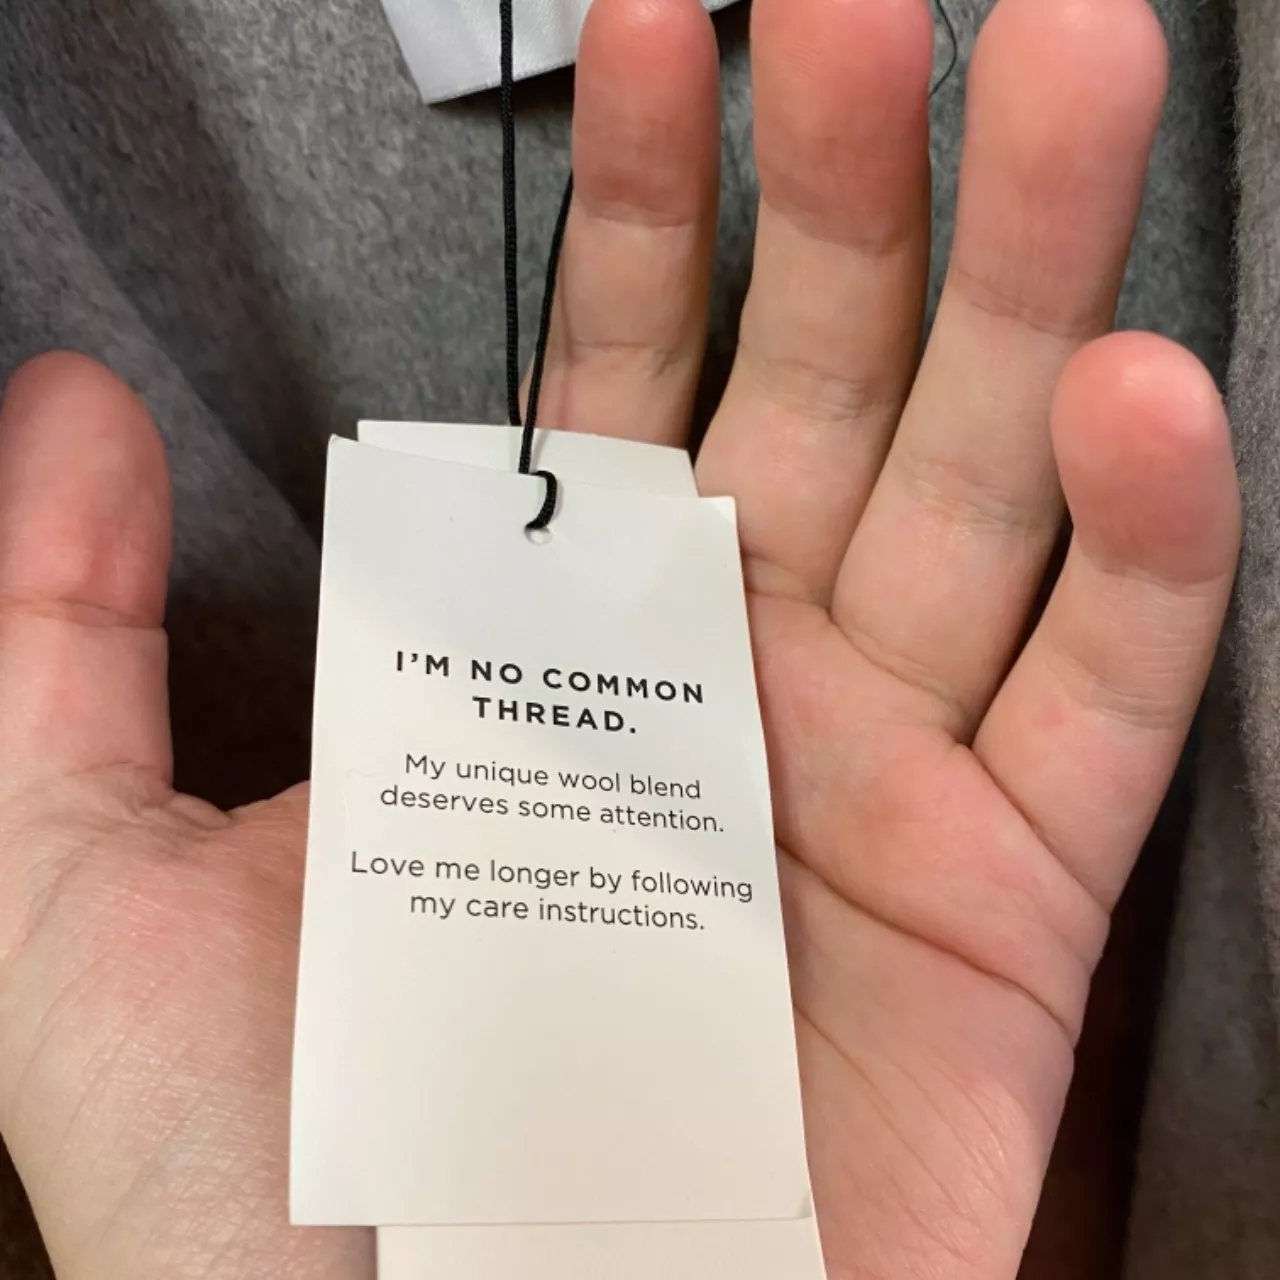 I’M NO COMMON
THREAD.
My unique wool blend
deserves some attention.
Love me longer by following
my care instructions.